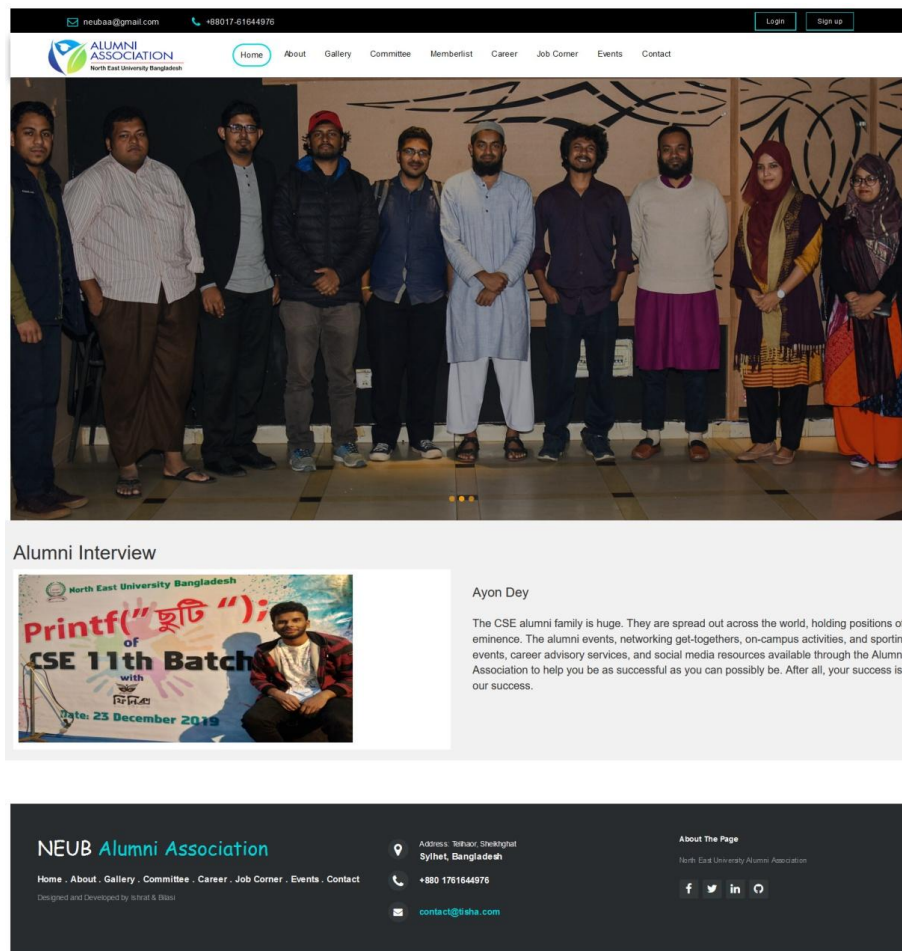 neubaa@gmail.com +88017-61644976 Login Sign up
ALUMNI
ASSOCIATION
North East University Bangladesh
Home About Gallery Committee Memberlist Career Job Corner Events Contact
Alumni Interview
North East University Bangladesh
Printf("ছুটি");
of
CSE 11th Batch
with
Date: 23 December 2019
Ayon Dey
The CSE alumni family is huge. They are spread out across the world, holding positions of
eminence. The alumni events, networking get-togethers, on-campus activities, and sportin
events, career advisory services, and social media resources available through the Alumn
Association to help you be as successful as you can possibly be. After all, your success is
our success.
NEUB Alumni Association
Home . About . Gallery . Committee . Career . Job Corner . Events . Contact
Designed and Developed by Ishrat & Bilasi
Address: Telihaor, Sheikhghat
Sylhet, Bangladesh
+880 1761644976
contact@tisha.com
About The Page
North East University Alumni Association